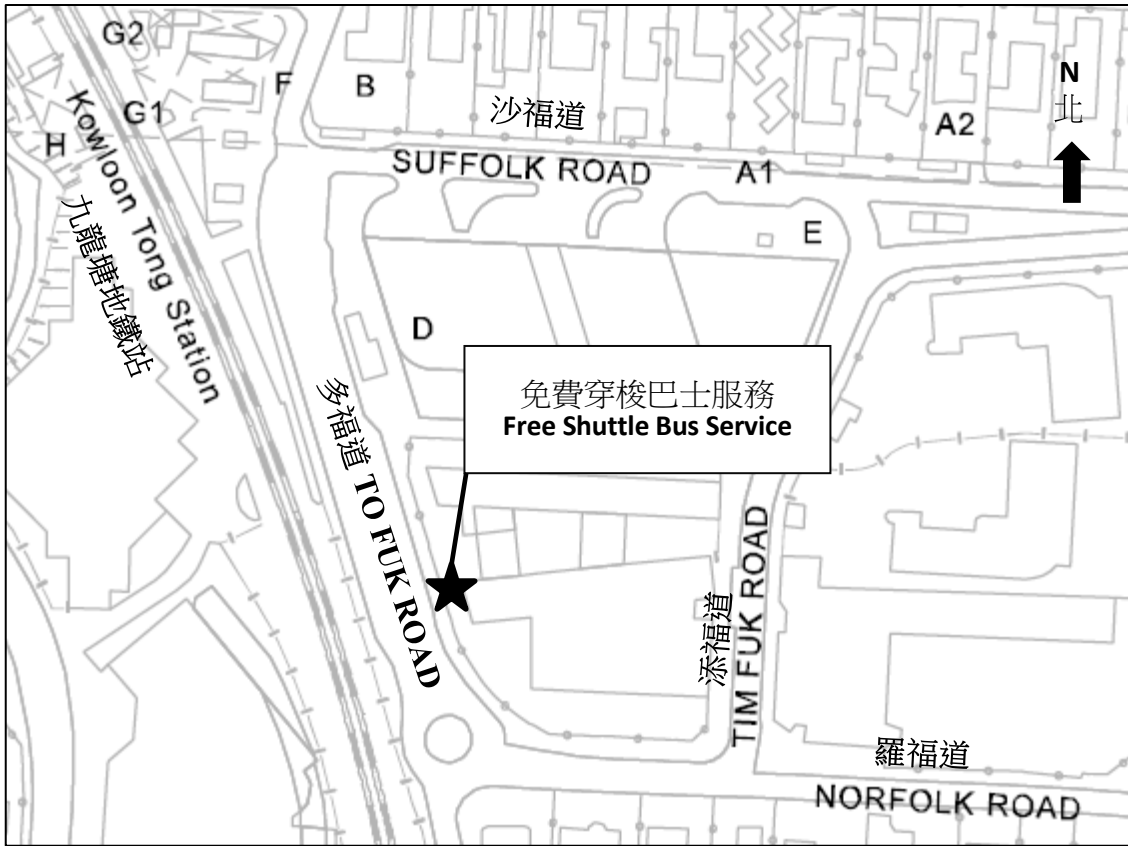 G2
F
B
沙福道
N
北
G1
H
A2
SUFFOLK ROAD
A1
Kowloon Tong Station
九龍塘地鐵站
E
D
免費穿梭巴士服務
Free Shuttle Bus Service
多福道 TO FUK ROAD
添福道
TIM FUK ROAD
羅福道
NORFOLK ROAD